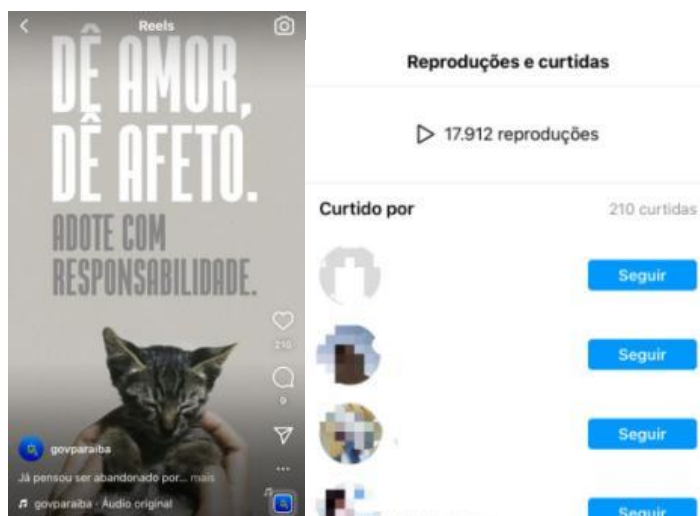 Reels
DÊ AMOR,
DÊ AFETO.
ADOTE COM
RESPONSABILIDADE.
210
9
govparaiba
Já pensou ser abandonado por... mais
govparaiba · Áudio original
Reproduções e curtidas
17.912 reproduções
Curtido por 210 curtidas
Seguir
Seguir
Seguir
Seguir